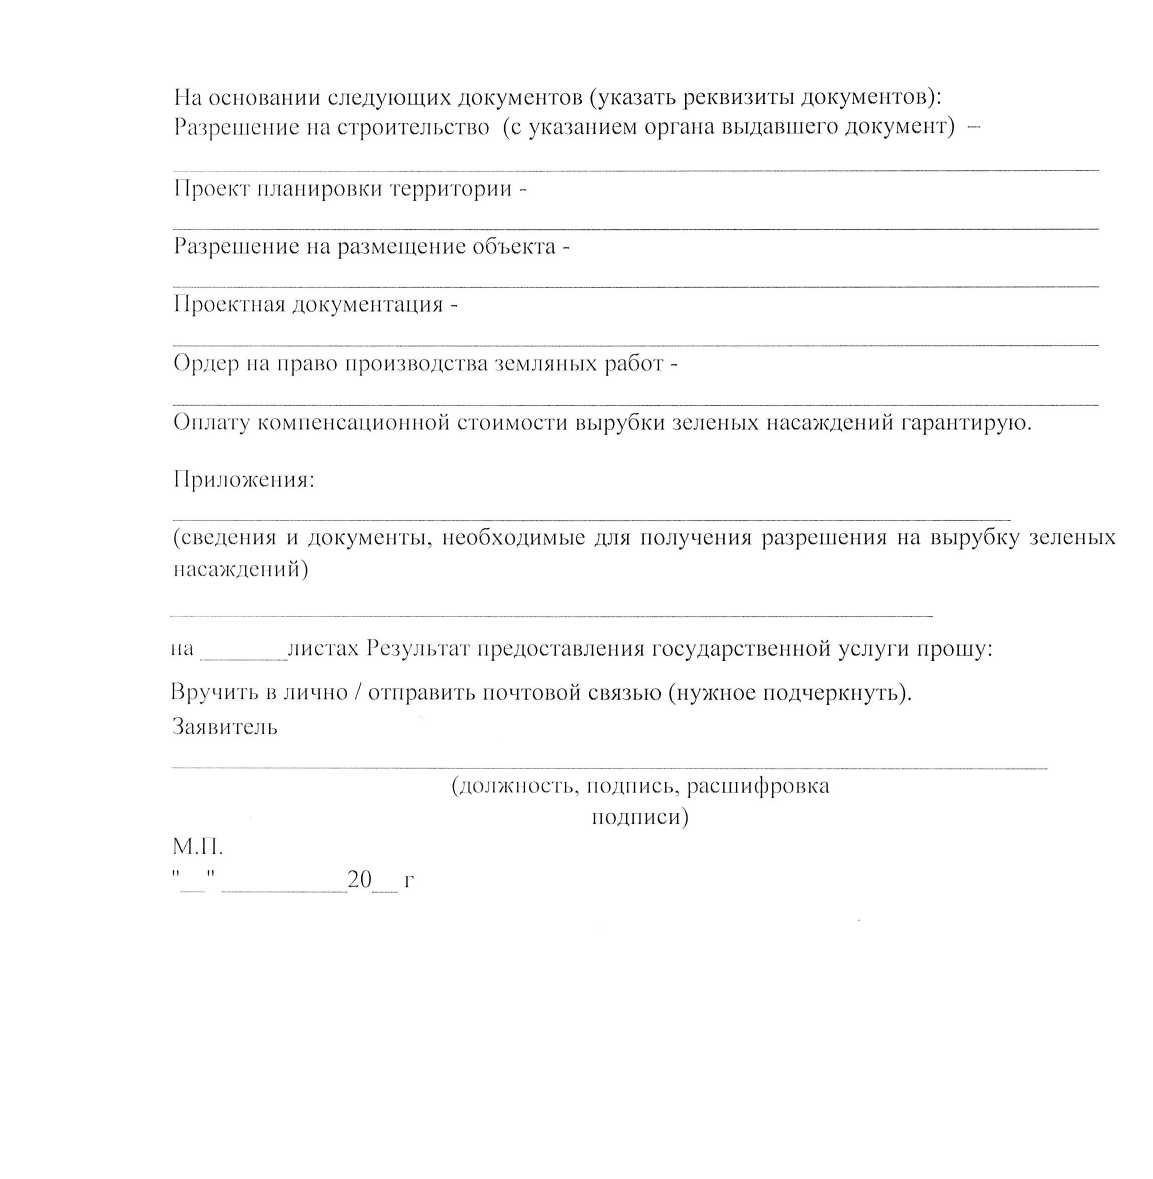 На основании следующих документов (указать реквизиты документов):
Разрешение на строительство (с указанием органа выдавшего документ) –
Проект планировки территории -
Разрешение на размещение объекта -
Проектная документация -
Ордер на право производства земляных работ -
Оплату компенсационной стоимости вырубки зеленых насаждений гарантирую.
Приложения:
(сведения и документы, необходимые для получения разрешения на вырубку зеленых
насаждений)
на _______листах Результат предоставления государственной услуги прошу:
Вручить в лично / отправить почтовой связью (нужное подчеркнуть).
Заявитель
(должность, подпись, расшифровка
подписи)
М.П.
"__" __________20__ г